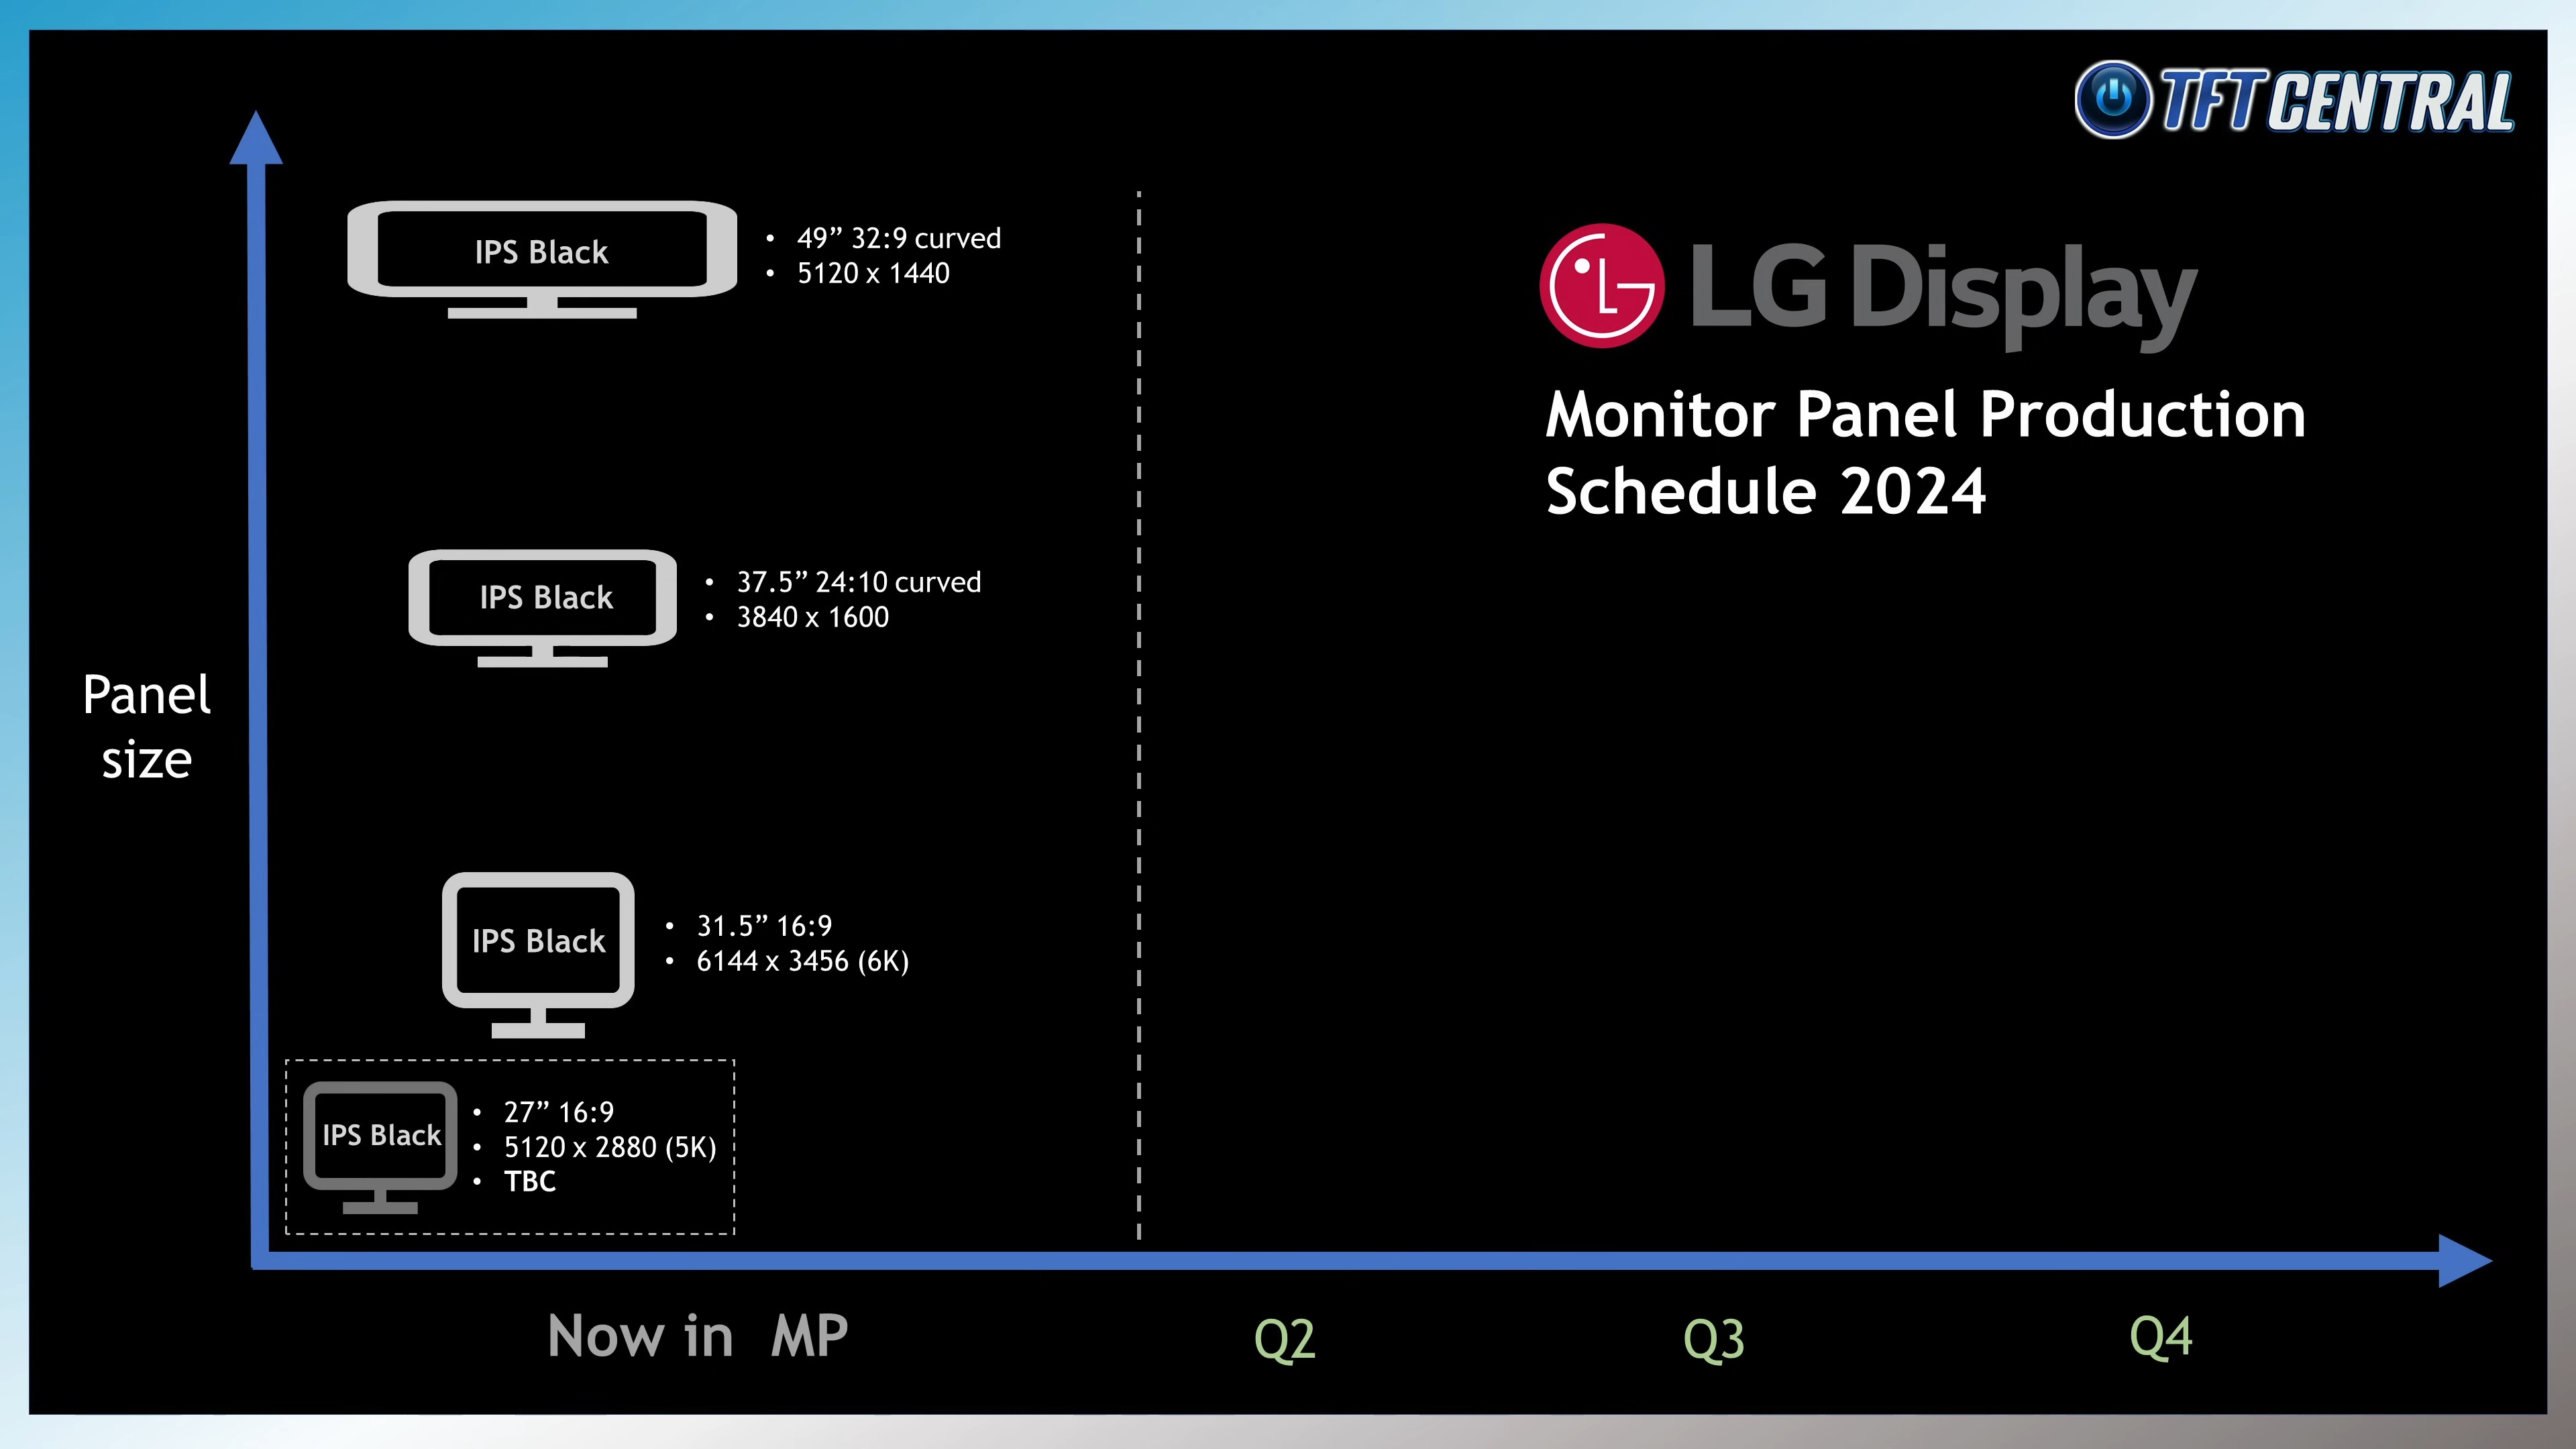 TFTCENTRAL
LG Display
Monitor Panel Production
Schedule 2024
Panel
size
IPS Black
• 49” 32:9 curved
• 5120 x 1440
IPS Black
• 37.5” 24:10 curved
• 3840 x 1600
IPS Black
• 31.5” 16:9
• 6144 x 3456 (6K)
IPS Black
• 27” 16:9
• 5120 x 2880 (5K)
• TBC
Now in MP
Q2
Q3
Q4